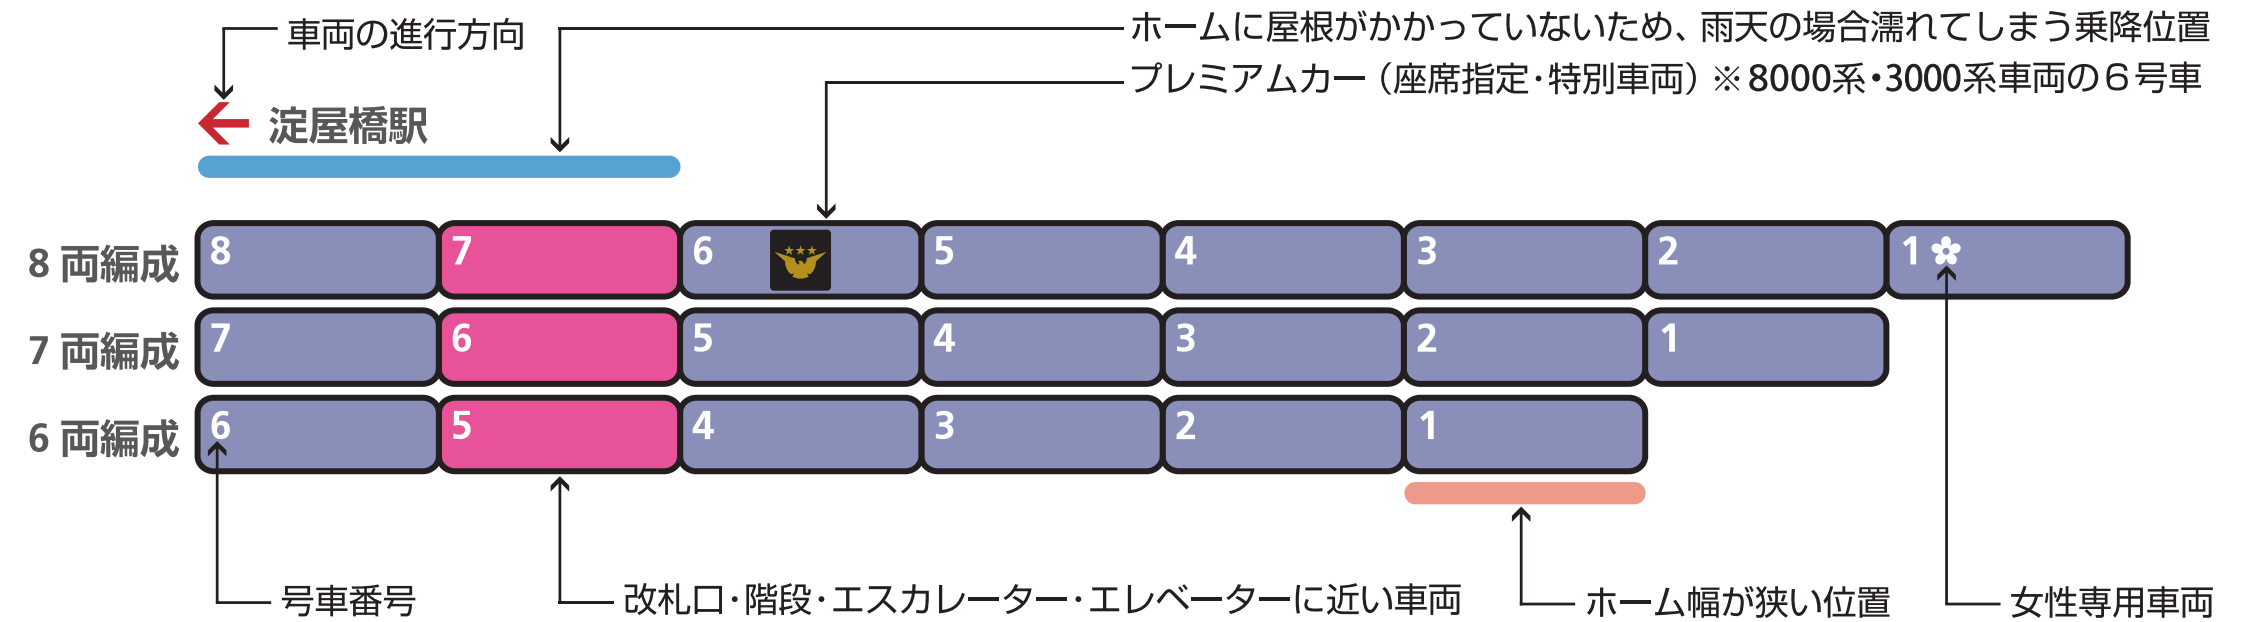 車両の進行方向
ホームに屋根がかかっていないため、雨天の場合濡れてしまう乗降位置
プレミアムカー（座席指定･特別車両）※8000系・3000系車両の６号車
淀屋橋駅
8両編成 8 7 6 5 4 3 2 1
7両編成 7 6 5 4 3 2 1
6両編成 6 5 4 3 2 1
号車番号
改札口･階段･エスカレーター･エレベーターに近い車両
ホーム幅が狭い位置
女性専用車両